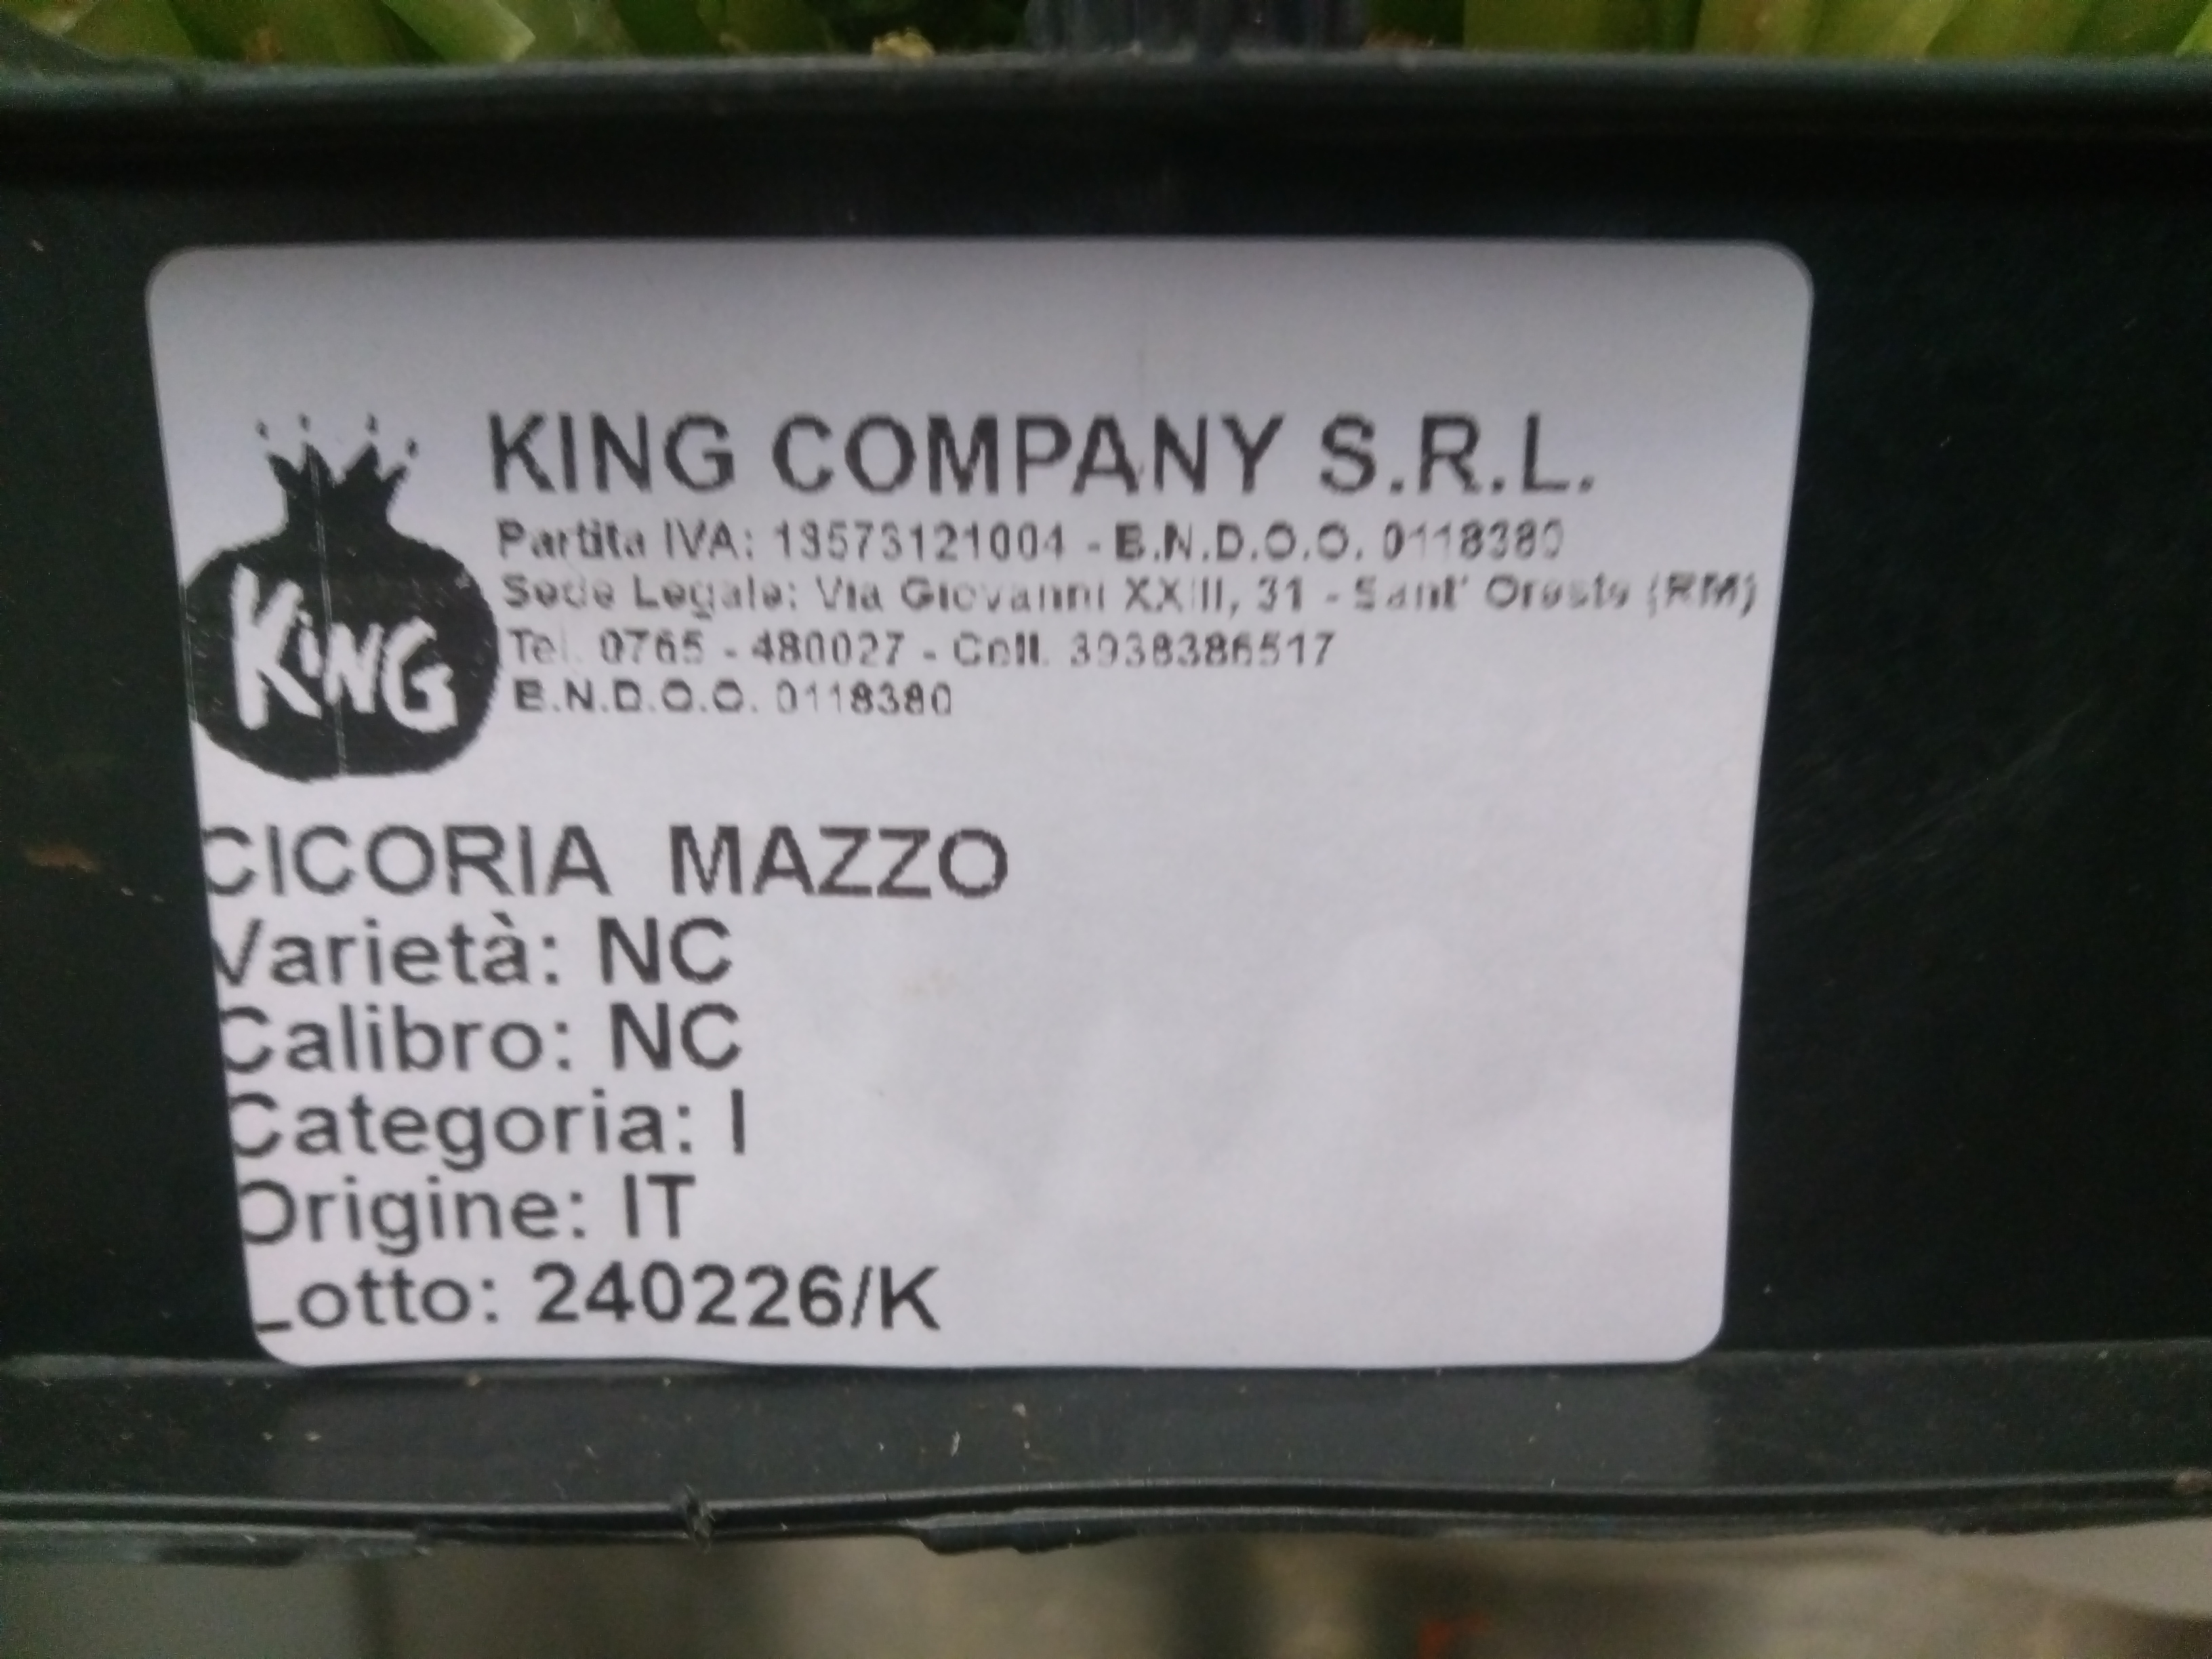 KING COMPANY S.R.L.
Partita IVA: 13573121004 - B.N.D.O.O. 0118380
Sede Legale: Via Giovanni XXIII, 31 - Sant' Oreste (RM)
Tel. 0765 - 480027 - Cell. 3938386517
B.N.D.O.O. 0118380
KiNG
CICORIA MAZZO
Varietà: NC
Calibro: NC
Categoria: I
Origine: IT
Lotto: 240226/K